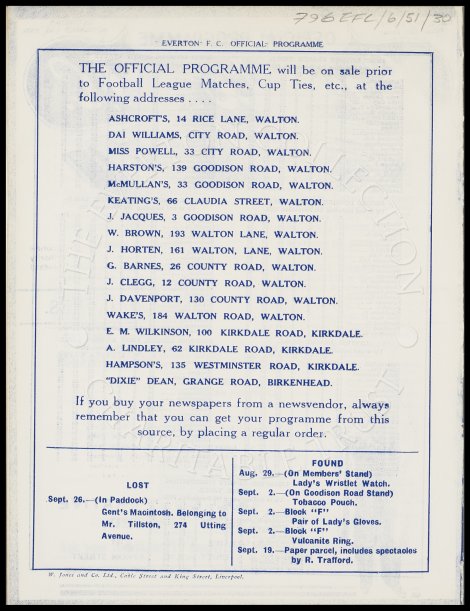 796 EFC/6/51/30
EVERTON F. C. OFFICIAL PROGRAMME
THE OFFICIAL PROGRAMME will be on sale prior
to Football League Matches, Cup Ties, etc., at the
following addresses . . . .
ASHCROFT'S, 14 RICE LANE, WALTON.
DAI WILLIAMS, CITY ROAD, WALTON.
MISS POWELL, 33 CITY ROAD, WALTON.
HARSTON'S, 139 GOODISON ROAD, WALTON.
McMULLAN'S, 33 GOODISON ROAD, WALTON.
KEATING'S, 66 CLAUDIA STREET, WALTON.
J. JACQUES, 3 GOODISON ROAD, WALTON.
W. BROWN, 193 WALTON LANE, WALTON.
J. HORTEN, 161 WALTON, LANE, WALTON.
G. BARNES, 26 COUNTY ROAD, WALTON.
J. CLEGG, 12 COUNTY ROAD, WALTON.
J. DAVENPORT, 130 COUNTY ROAD, WALTON.
WAKE'S, 184 WALTON ROAD, WALTON.
E. M. WILKINSON, 100 KIRKDALE ROAD, KIRKDALE.
A. LINDLEY, 62 KIRKDALE ROAD, KIRKDALE.
HAMPSON'S, 135 WESTMINSTER ROAD, KIRKDALE.
"DIXIE" DEAN, GRANGE ROAD, BIRKENHEAD.
If you buy your newspapers from a newsvendor, always
remember that you can get your programme from this
source, by placing a regular order.
LOST
Sept. 26.—(In Paddock)
Gent's Macintosh. Belonging to
Mr. Tillston, 274 Utting
Avenue.
FOUND
Aug. 29.—(On Members' Stand)
Lady's Wristlet Watch.
Sept. 2.—(On Goodison Road Stand)
Tobacco Pouch.
Sept. 2.—Block "F"
Pair of Lady's Gloves.
Sept. 2.—Block "F"
Vulcanite Ring.
Sept. 19.—Paper parcel, includes spectacles
by R. Trafford.
W. Jones and Co. Ltd., Cable Street and King Street, Liverpool.
THE
COLLECTION
CHARITABLE TRUST